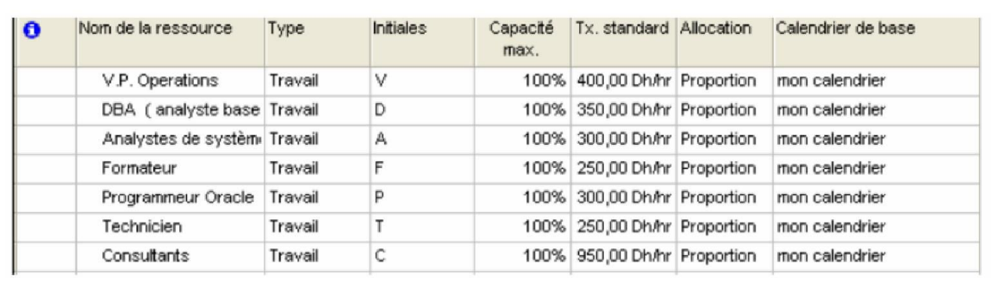 Nom de la ressource Type Initiales Capacité max. Tx. standard Allocation Calendrier de base
V.P. Operations Travail V 100% 400,00 Dh/hr Proportion mon calendrier
DBA ( analyste base Travail D 100% 350,00 Dh/hr Proportion mon calendrier
Analystes de systèm Travail A 100% 300,00 Dh/hr Proportion mon calendrier
Formateur Travail F 100% 250,00 Dh/hr Proportion mon calendrier
Programmeur Oracle Travail P 100% 300,00 Dh/hr Proportion mon calendrier
Technicien Travail T 100% 250,00 Dh/hr Proportion mon calendrier
Consultants Travail C 100% 950,00 Dh/hr Proportion mon calendrier